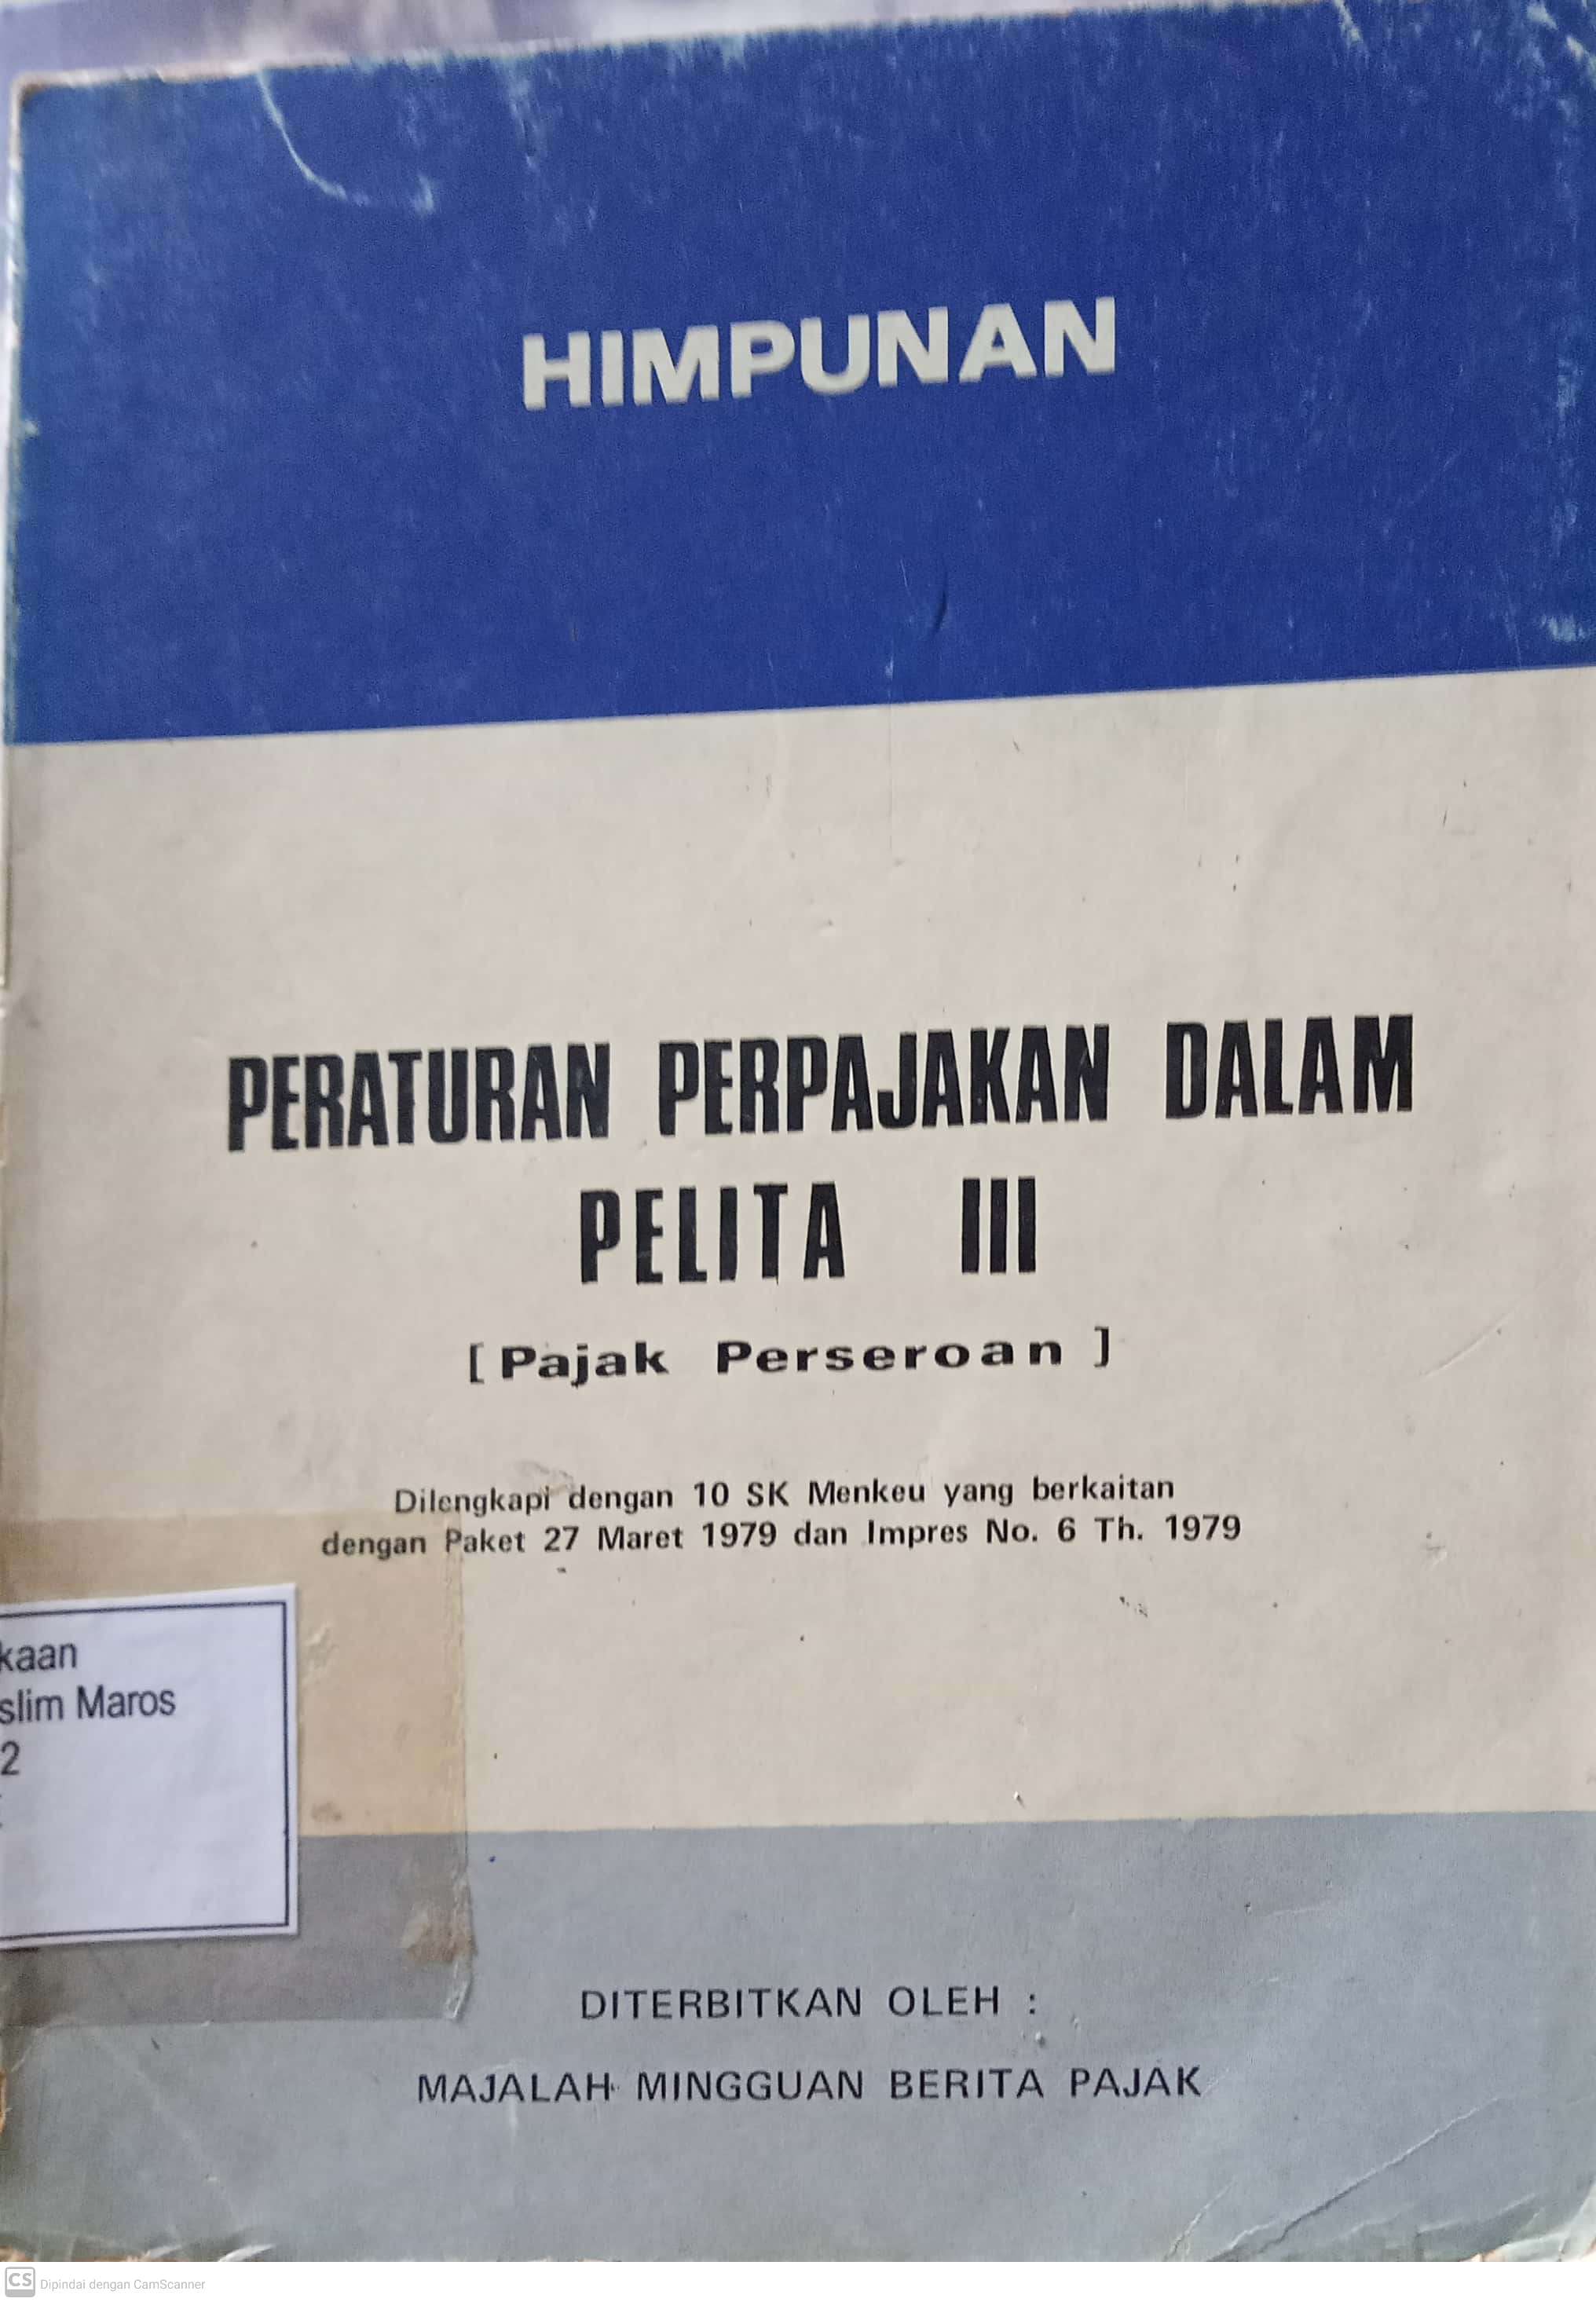 HIMPUNAN
PERATURAN PERPAJAKAN DALAM
PELITA III
[Pajak Perseroan]
Dilengkapi dengan 10 SK Menkeu yang berkaitan
dengan Paket 27 Maret 1979 dan Impres No. 6 Th. 1979
kaan
slim Maros
2
DITERBITKAN OLEH :
MAJALAH MINGGUAN BERITA PAJAK
CS Dipindai dengan CamScanner